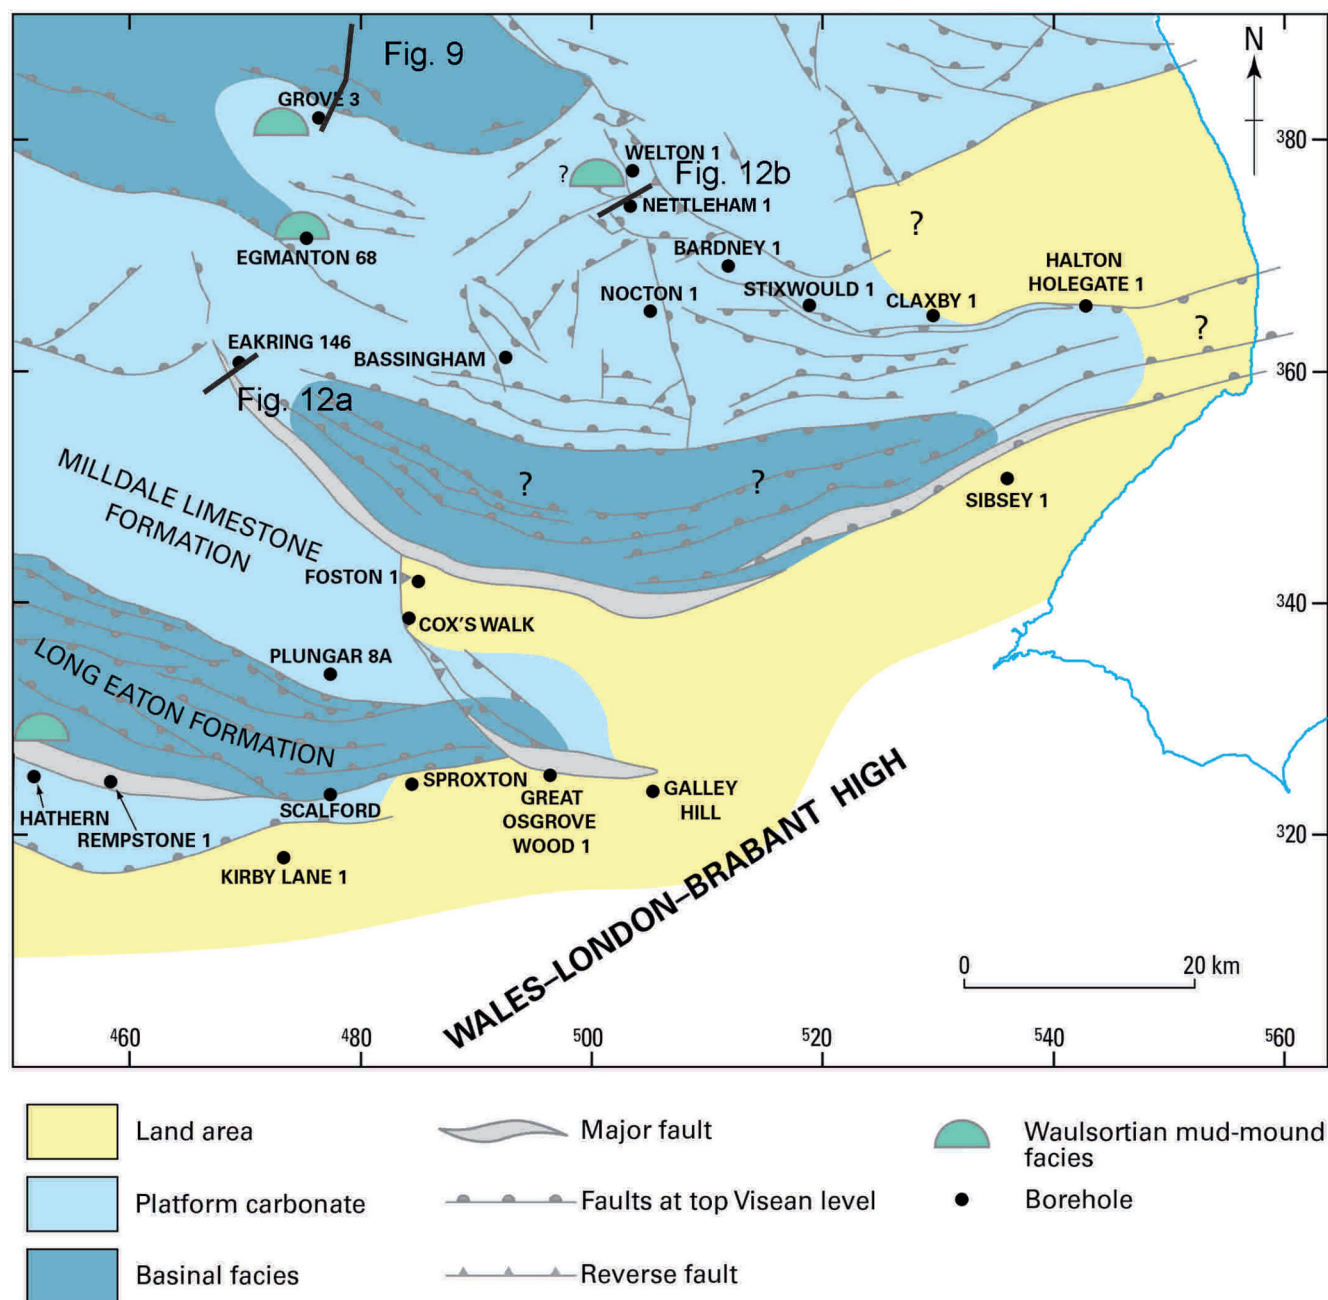 Fig. 9
N
GROVE 3
380
WELTON 1
?
Fig. 12b
NETTLEHAM 1
?
EGMANTON 68
BARDNEY 1
HALTON
HOLEGATE 1
NOCTON 1
STIXWOULD 1
CLAXBY 1
?
EAKRING 146
BASSINGHAM
360
Fig. 12a
MILLDALE LIMESTONE
FORMATION
?
?
SIBSEY 1
FOSTON 1
COX'S WALK
340
PLUNGAR 8A
LONG EATON FORMATION
SPROXTON
GREAT
OSGROVE
WOOD 1
GALLEY
HILL
HATHERN
REMPSTONE 1
SCALFORD
320
KIRBY LANE 1
WALES–LONDON–BRABANT HIGH
0 20 km
460 480 500 520 540 560
Land area
Platform carbonate
Basinal facies
Major fault
Faults at top Visean level
Reverse fault
Waulsortian mud-mound
facies
Borehole